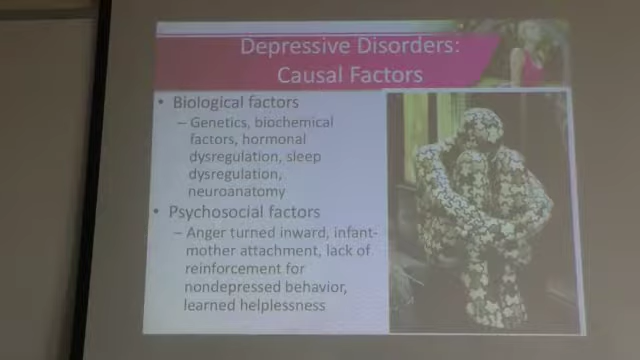 Depressive Disorders:
Causal Factors
• Biological factors
– Genetics, biochemical
factors, hormonal
dysregulation, sleep
dysregulation,
neuroanatomy
• Psychosocial factors
– Anger turned inward, infant-
mother attachment, lack of
reinforcement for
nondepressed behavior,
learned helplessness